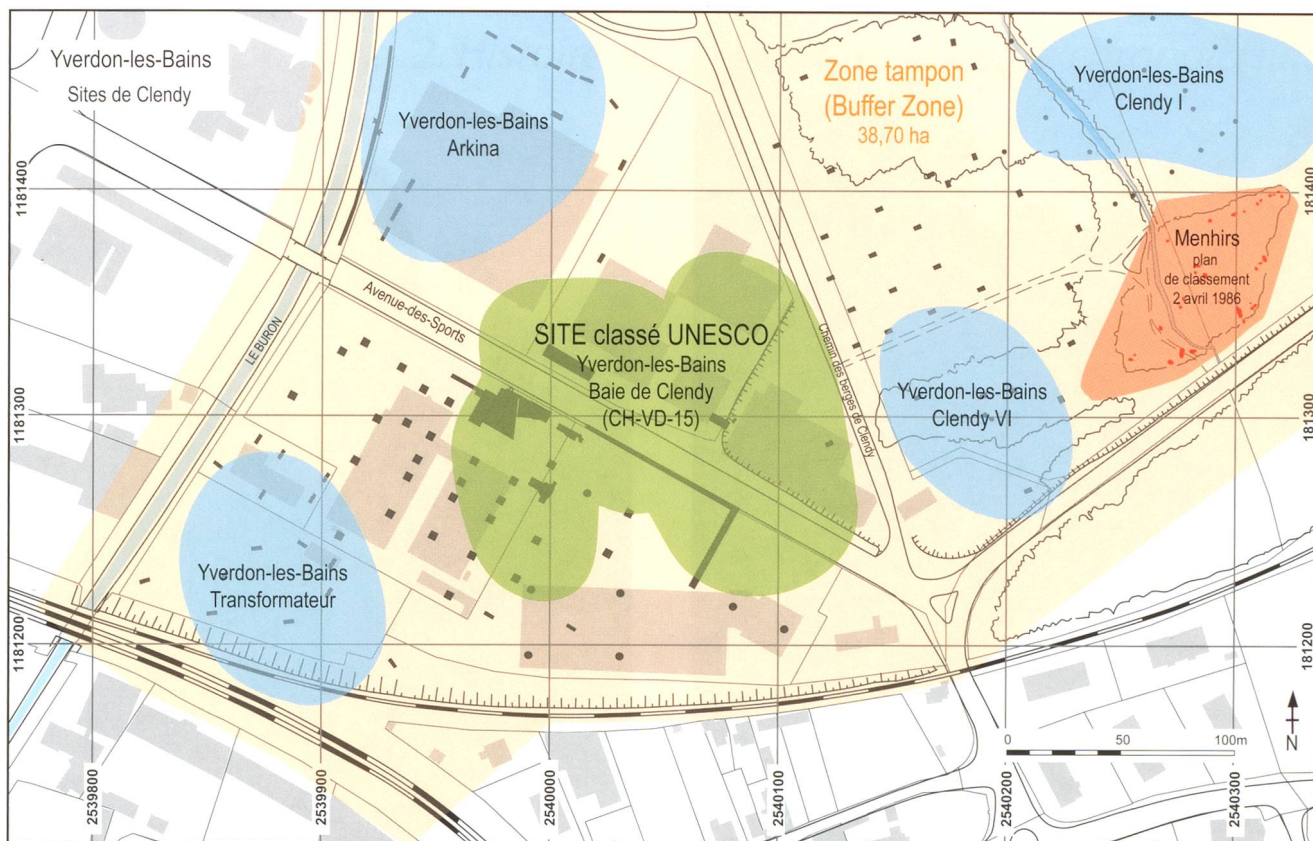 Yverdon-les-Bains
Sites de Clendy
Yverdon-les-Bains
Arkina
Zone tampon
(Buffer Zone)
38,70 ha
Yverdon-les-Bains
Clendy I
Menhirs
plan
de classement
2 avril 1986
Avenue-des-Sports
LE BURON
SITE classé UNESCO
Yverdon-les-Bains
Baie de Clendy
(CH-VD-15)
Chemin des berges de Clendy
Yverdon-les-Bains
Clendy VI
Yverdon-les-Bains
Transformateur
1181400
1181300
1181200
181400
181300
181200
2539800
2539900
2540000
2540100
2540200
2540300
0 50 100m
N